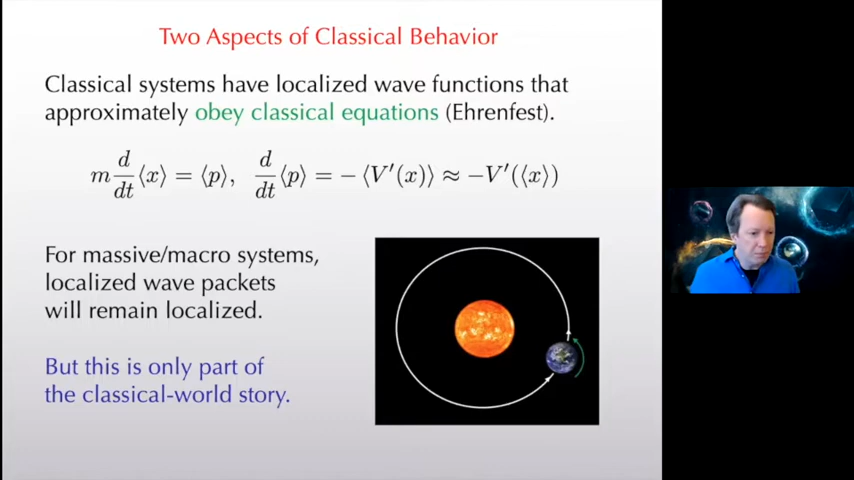 Two Aspects of Classical Behavior
Classical systems have localized wave functions that
approximately obey classical equations (Ehrenfest).
m d/dt ⟨x⟩ = ⟨p⟩, d/dt ⟨p⟩ = − ⟨V′(x)⟩ ≈ −V′(⟨x⟩)
For massive/macro systems,
localized wave packets
will remain localized.
But this is only part of
the classical-world story.